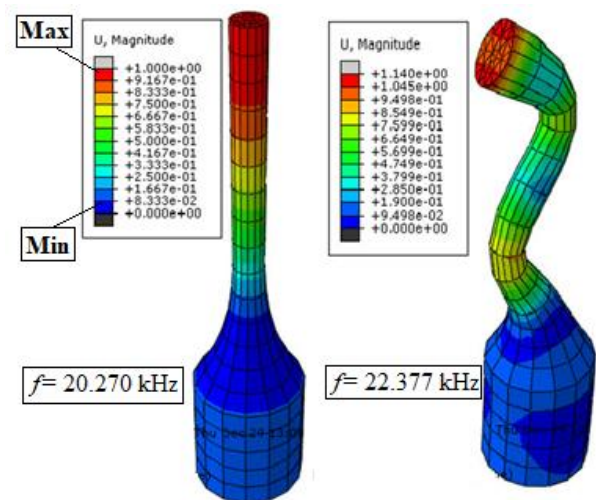 Max
U, Magnitude
+1.000e+00
+9.167e-01
+8.333e-01
+7.500e-01
+6.667e-01
+5.833e-01
+5.000e-01
+4.167e-01
+3.333e-01
+2.500e-01
+1.667e-01
+8.333e-02
+0.000e+00
Min
f= 20.270 kHz
U, Magnitude
+1.140e+00
+1.045e+00
+9.498e-01
+8.549e-01
+7.599e-01
+6.649e-01
+5.699e-01
+4.749e-01
+3.799e-01
+2.850e-01
+1.900e-01
+9.498e-02
+0.000e+00
f= 22.377 kHz